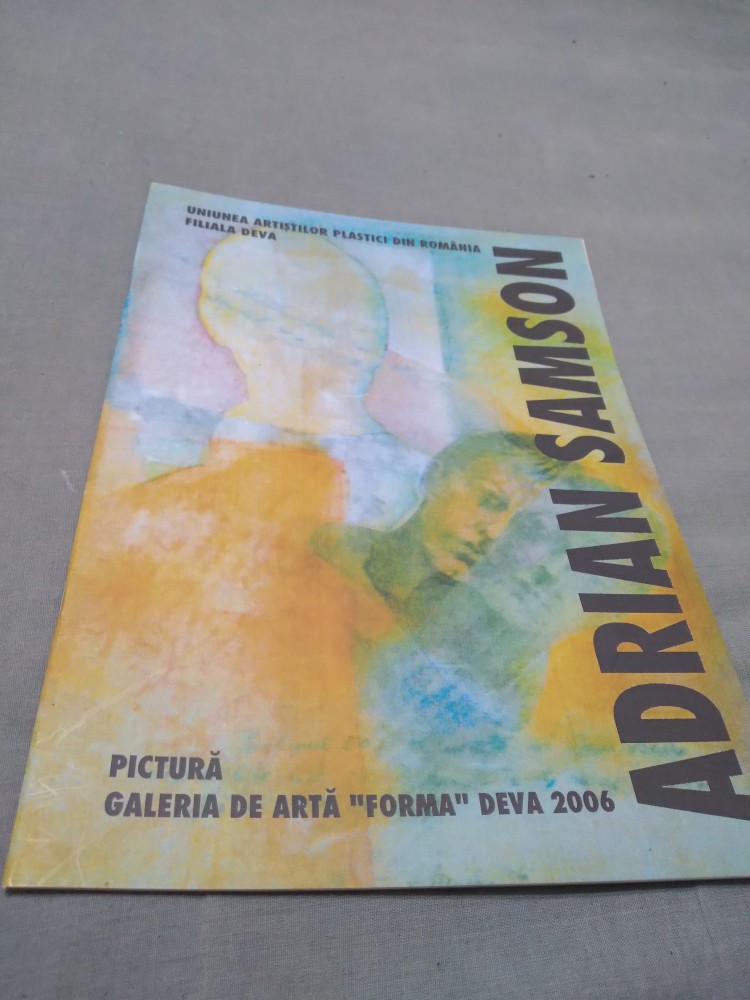 UNIUNEA ARTIȘTILOR PLASTICI DIN ROMÂNIA
FILIALA DEVA
ADRIAN SAMSON
PICTURĂ
GALERIA DE ARTĂ "FORMA" DEVA 2006